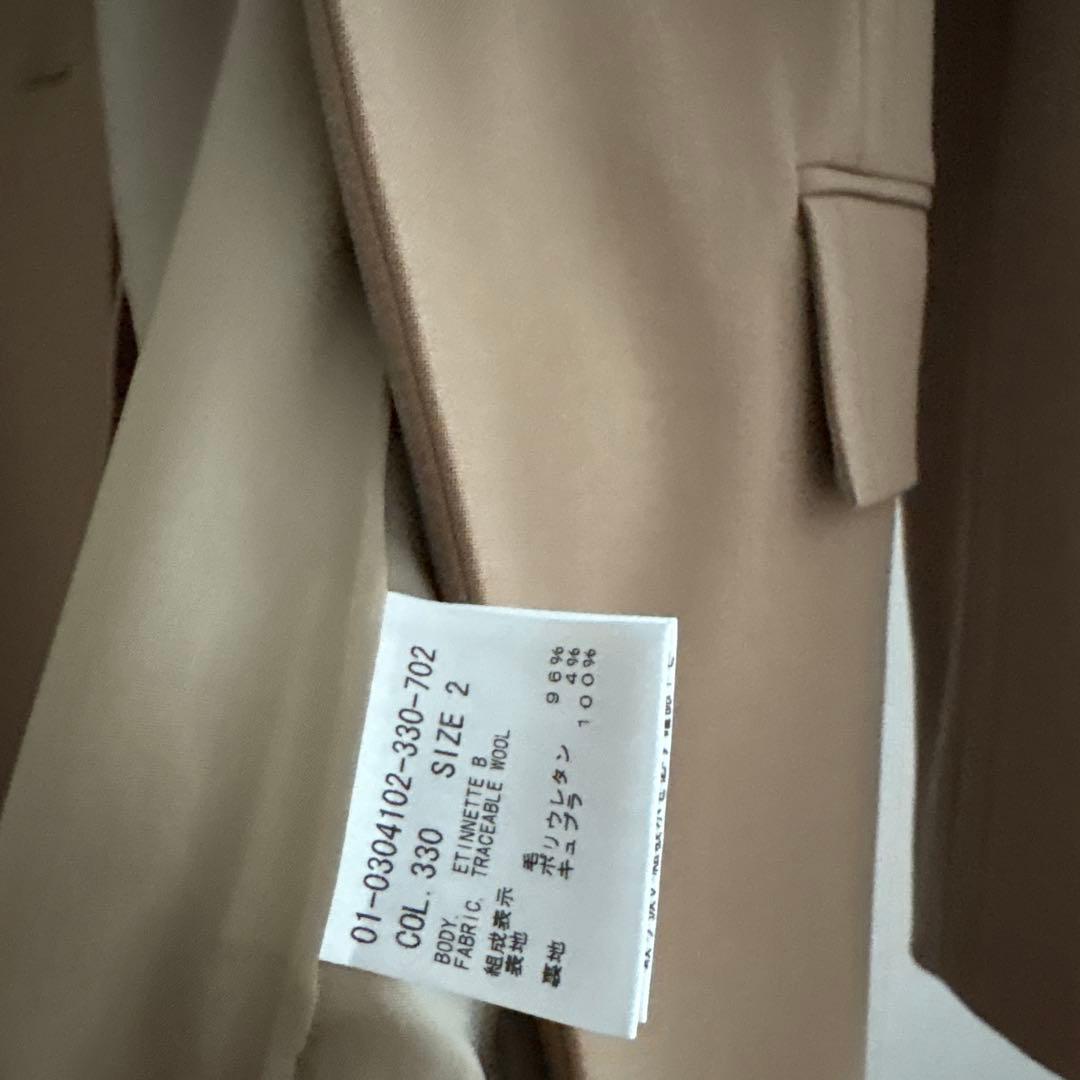 01-0304102-330-702
COL. 330 SIZE 2
BODY. ETINNETTE B
FABRIC. TRACEABLE WOOL
組成表示
表地 毛 96%
ポリウレタン 4%
裏地 キュプラ 100%